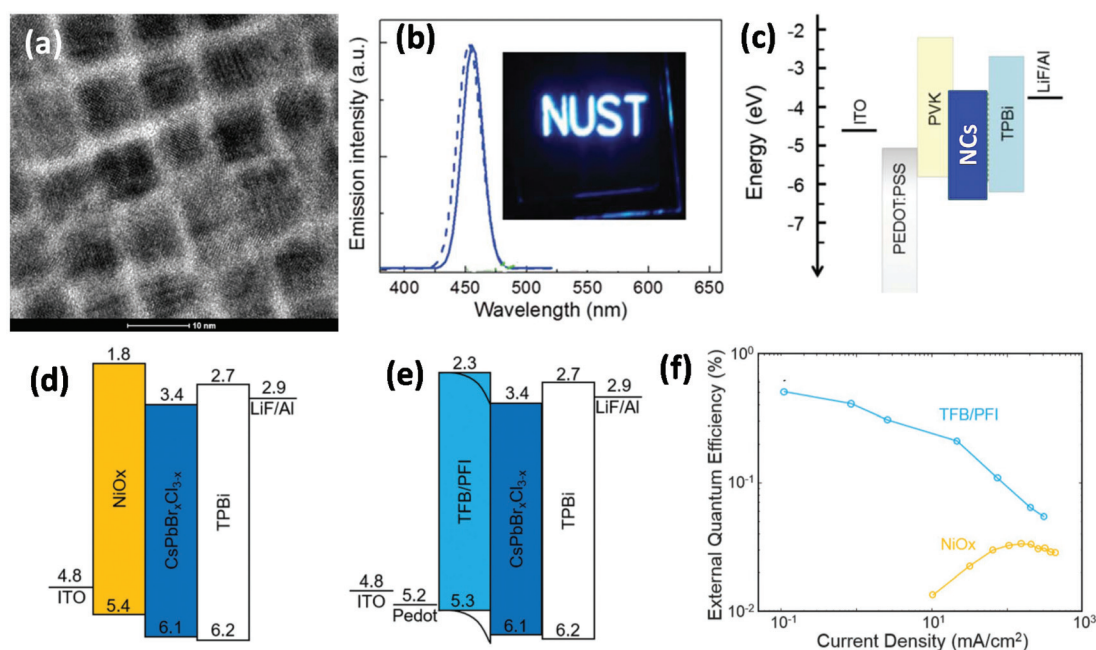 (a)
10 nm
(b)
Emission intensity (a.u.)
NUST
400 450 500 550 600 650
Wavelength (nm)
(c)
Energy (eV)
-2
-3
-4
-5
-6
-7
ITO
PEDOT:PSS
PVK
NCs
TPBi
LiF/Al
(d)
1.8
3.4
2.7
2.9
LiF/Al
NiOx
CsPbBrₓCl₃₋ₓ
TPBi
4.8
ITO
5.4
6.1
6.2
(e)
2.3
3.4
2.7
2.9
LiF/Al
TFB/PFI
CsPbBrₓCl₃₋ₓ
TPBi
4.8
ITO
5.2
Pedot
5.3
6.1
6.2
(f)
External Quantum Efficiency (%)
10⁰
10⁻¹
10⁻²
TFB/PFI
NiOx
10⁻¹ 10¹ 10³
Current Density (mA/cm²)